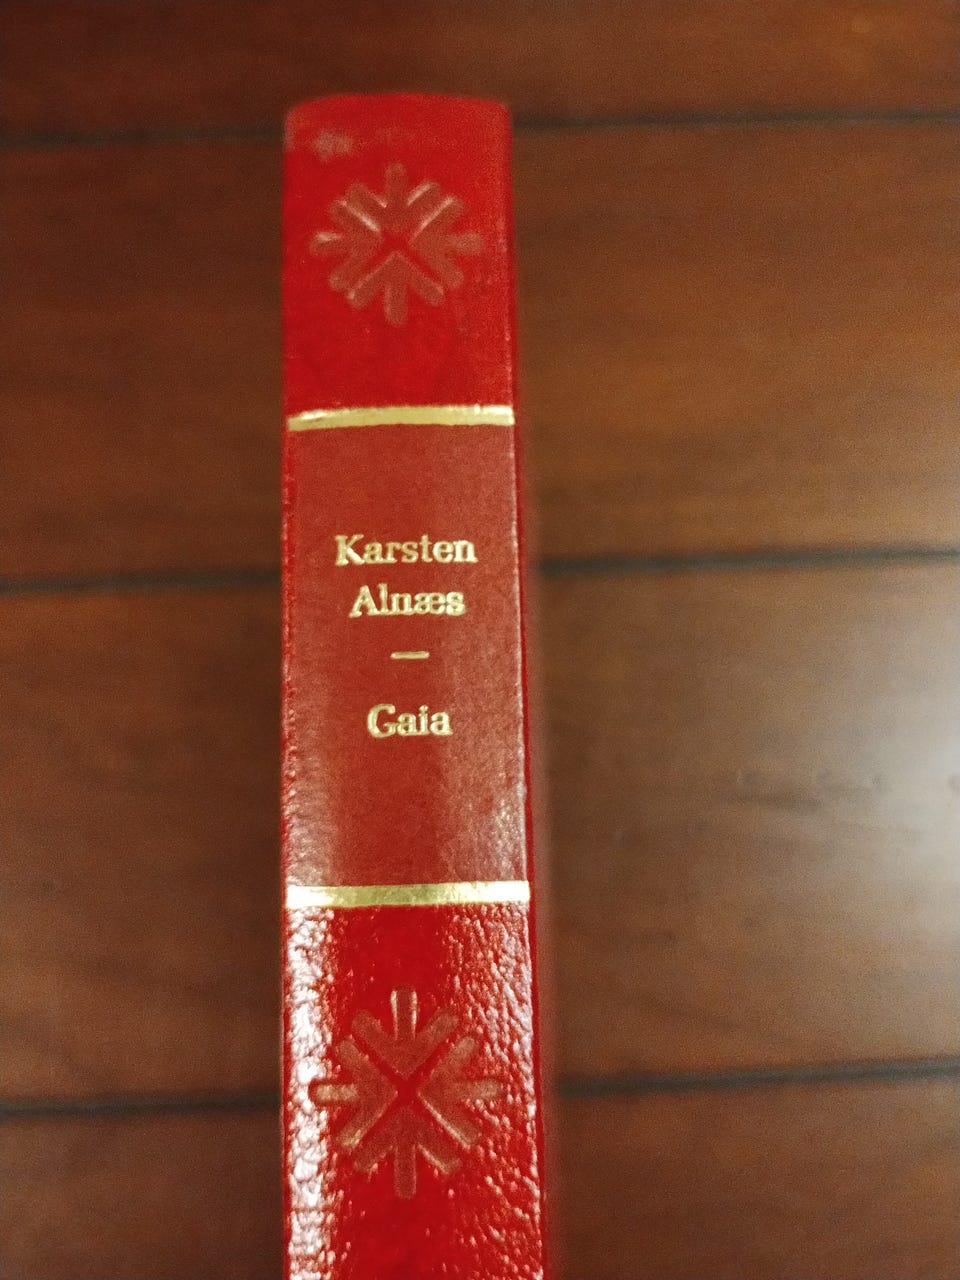 Karsten
Alnæs
—
Gaia